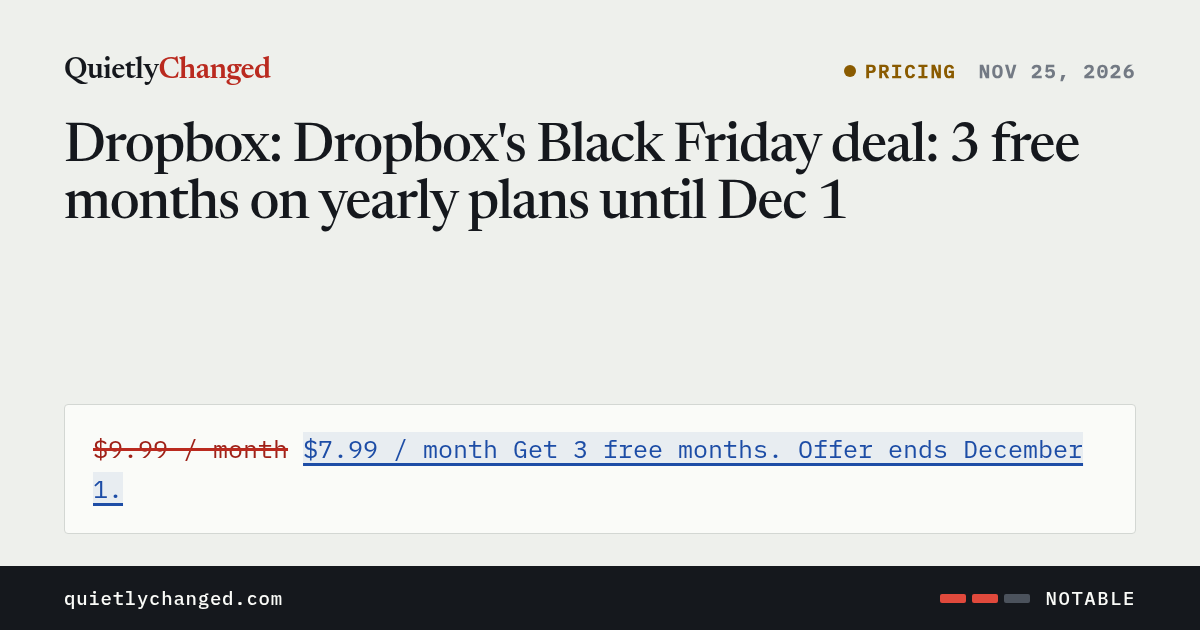 QuietlyChanged
PRICING NOV 25, 2026
Dropbox: Dropbox's Black Friday deal: 3 free
months on yearly plans until Dec 1
$9.99 / month $7.99 / month Get 3 free months. Offer ends December
1.
quietlychanged.com
NOTABLE